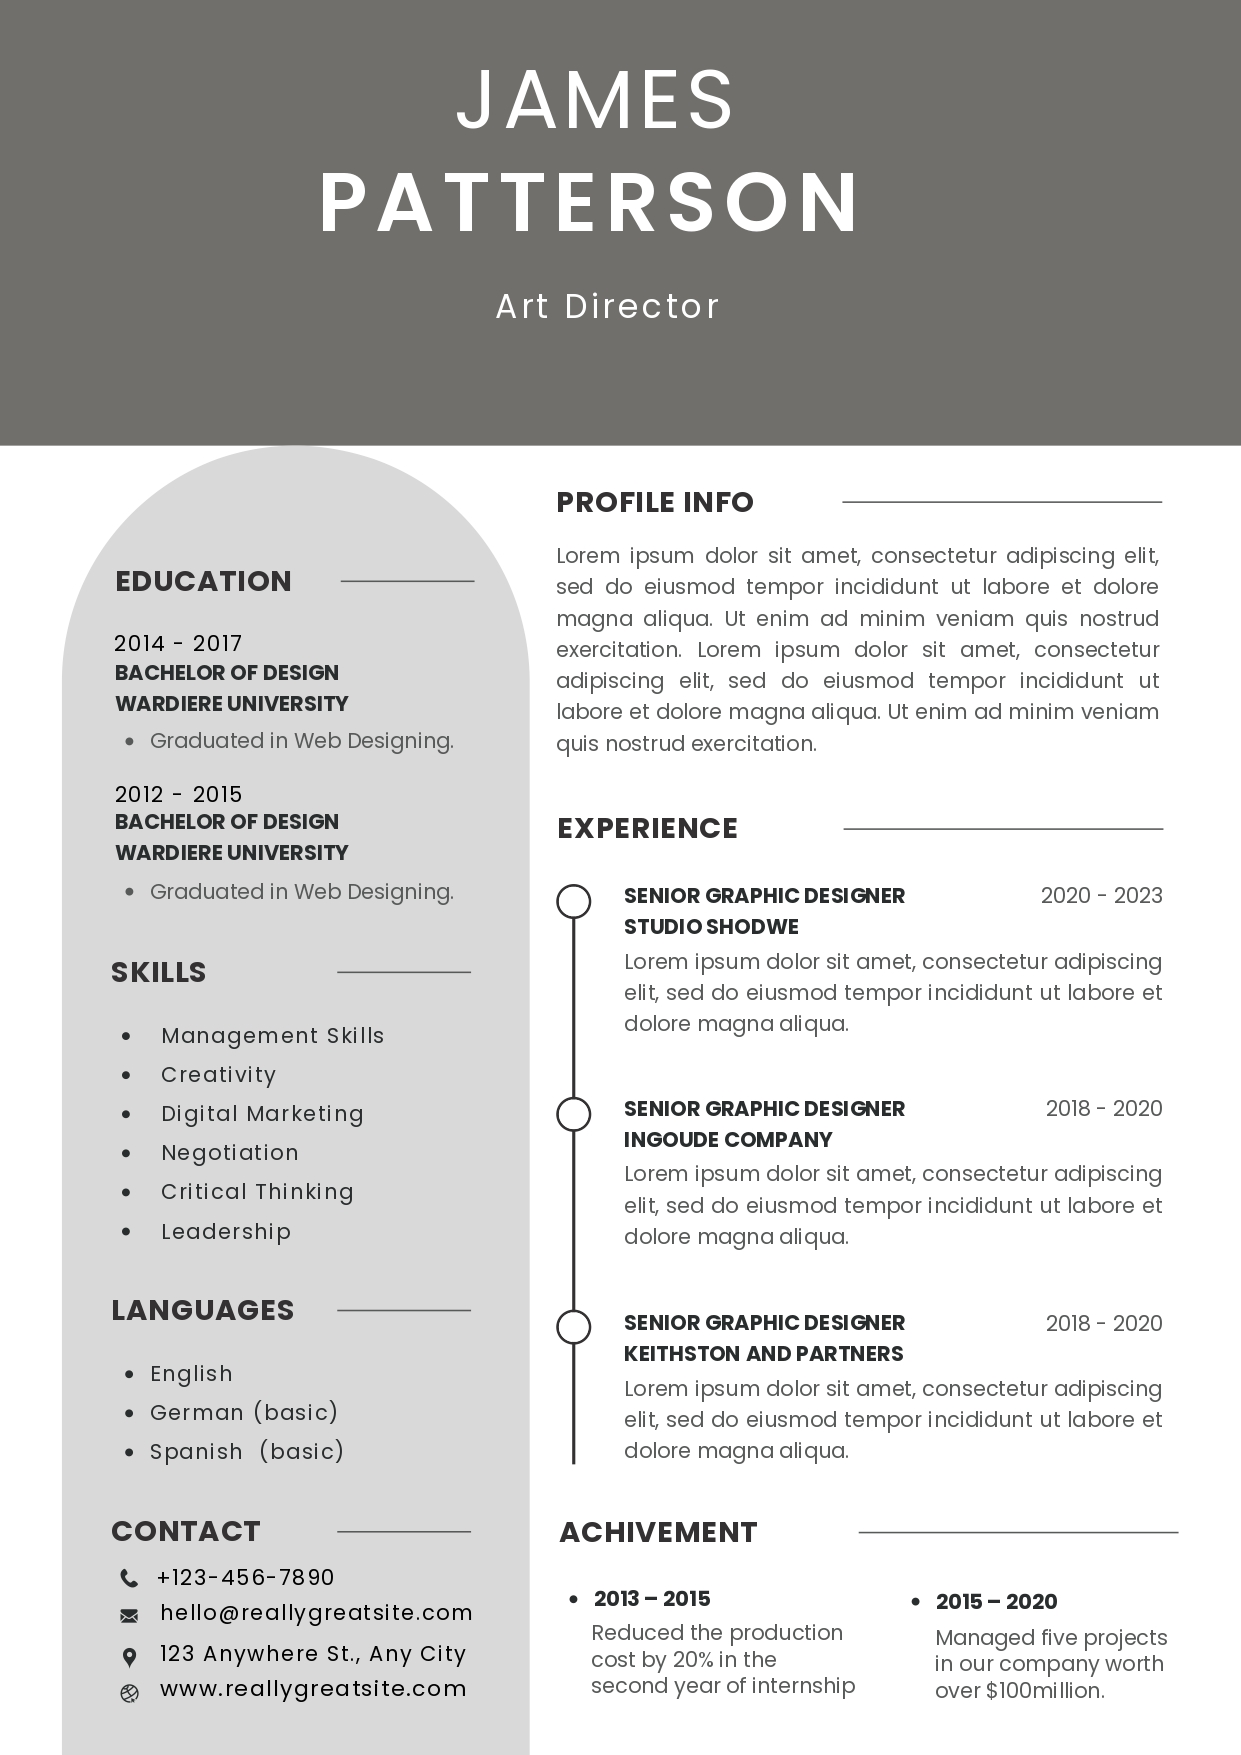 JAMES
PATTERSON
Art Director
EDUCATION
2014 - 2017
BACHELOR OF DESIGN
WARDIERE UNIVERSITY
• Graduated in Web Designing.
2012 - 2015
BACHELOR OF DESIGN
WARDIERE UNIVERSITY
• Graduated in Web Designing.
SKILLS
• Management Skills
• Creativity
• Digital Marketing
• Negotiation
• Critical Thinking
• Leadership
LANGUAGES
• English
• German (basic)
• Spanish (basic)
CONTACT
+123-456-7890
hello@reallygreatsite.com
123 Anywhere St., Any City
www.reallygreatsite.com
PROFILE INFO
Lorem ipsum dolor sit amet, consectetur adipiscing elit,
sed do eiusmod tempor incididunt ut labore et dolore
magna aliqua. Ut enim ad minim veniam quis nostrud
exercitation. Lorem ipsum dolor sit amet, consectetur
adipiscing elit, sed do eiusmod tempor incididunt ut
labore et dolore magna aliqua. Ut enim ad minim veniam
quis nostrud exercitation.
EXPERIENCE
SENIOR GRAPHIC DESIGNER 2020 - 2023
STUDIO SHODWE
Lorem ipsum dolor sit amet, consectetur adipiscing
elit, sed do eiusmod tempor incididunt ut labore et
dolore magna aliqua.
SENIOR GRAPHIC DESIGNER 2018 - 2020
INGOUDE COMPANY
Lorem ipsum dolor sit amet, consectetur adipiscing
elit, sed do eiusmod tempor incididunt ut labore et
dolore magna aliqua.
SENIOR GRAPHIC DESIGNER 2018 - 2020
KEITHSTON AND PARTNERS
Lorem ipsum dolor sit amet, consectetur adipiscing
elit, sed do eiusmod tempor incididunt ut labore et
dolore magna aliqua.
ACHIVEMENT
• 2013 – 2015
Reduced the production
cost by 20% in the
second year of internship
• 2015 – 2020
Managed five projects
in our company worth
over $100million.